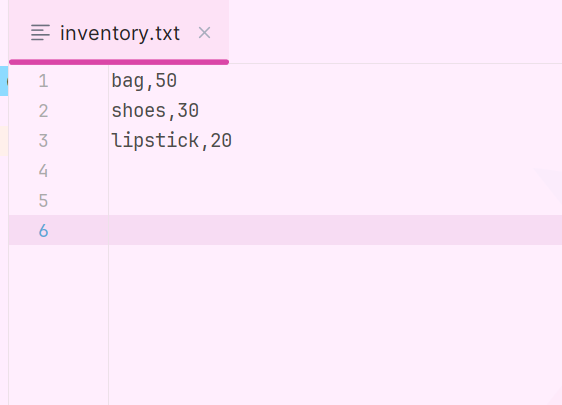 inventory.txt
1 bag,50
2 shoes,30
3 lipstick,20
4
5
6